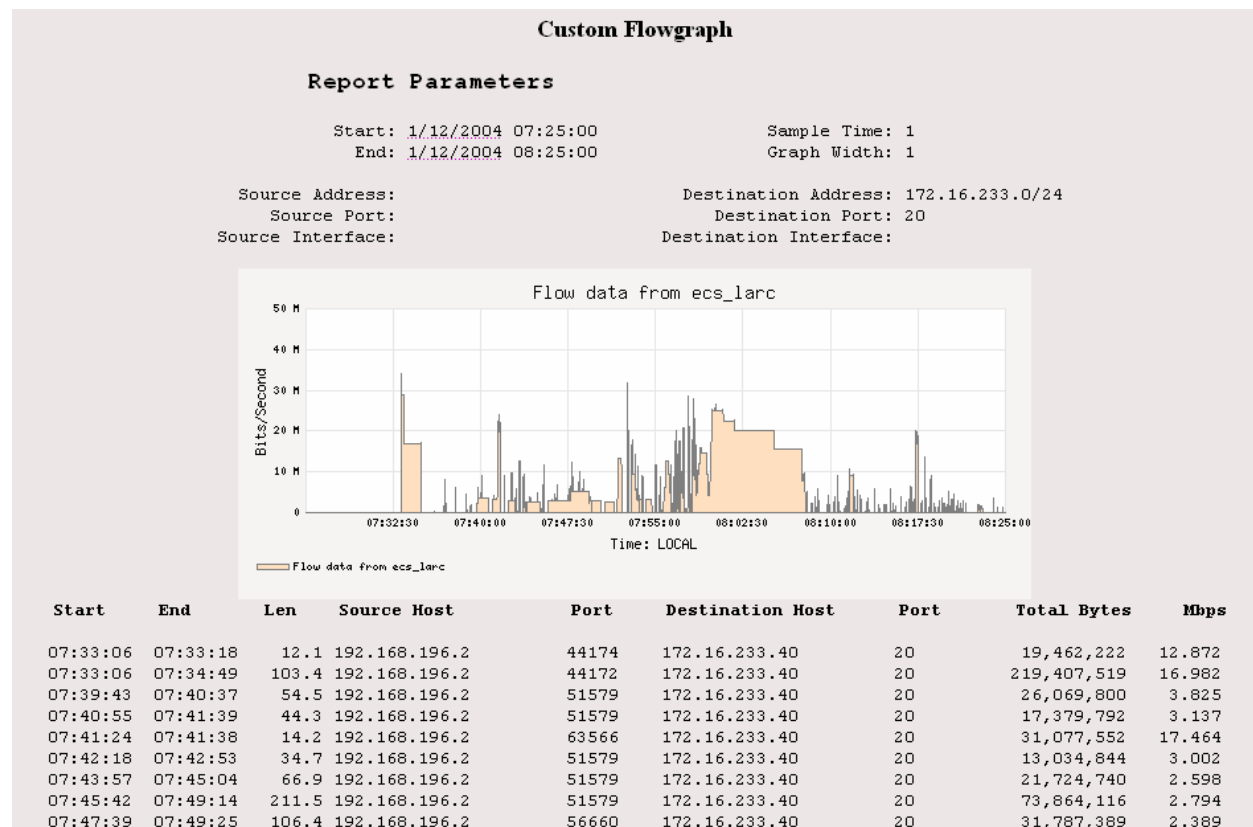 Custom Flowgraph
Report Parameters
Start: 1/12/2004 07:25:00 Sample Time: 1
End: 1/12/2004 08:25:00 Graph Width: 1
Source Address: Destination Address: 172.16.233.0/24
Source Port: Destination Port: 20
Source Interface: Destination Interface:
Flow data from ecs_larc
50 M
40 M
30 M
20 M
10 M
0
Bits/Second
07:32:30 07:40:00 07:47:30 07:55:00 08:02:30 08:10:00 08:17:30 08:25:00
Time: LOCAL
Flow data from ecs_larc
Start End Len Source Host Port Destination Host Port Total Bytes Mbps
07:33:06 07:33:18 12.1 192.168.196.2 44174 172.16.233.40 20 19,462,222 12.872
07:33:06 07:34:49 103.4 192.168.196.2 44172 172.16.233.40 20 219,407,519 16.982
07:39:43 07:40:37 54.5 192.168.196.2 51579 172.16.233.40 20 26,069,800 3.825
07:40:55 07:41:39 44.3 192.168.196.2 51579 172.16.233.40 20 17,379,792 3.137
07:41:24 07:41:38 14.2 192.168.196.2 63566 172.16.233.40 20 31,077,552 17.464
07:42:18 07:42:53 34.7 192.168.196.2 51579 172.16.233.40 20 13,034,844 3.002
07:43:57 07:45:04 66.9 192.168.196.2 51579 172.16.233.40 20 21,724,740 2.598
07:45:42 07:49:14 211.5 192.168.196.2 51579 172.16.233.40 20 73,864,116 2.794
07:47:39 07:49:25 106.4 192.168.196.2 56660 172.16.233.40 20 31,787,389 2.389